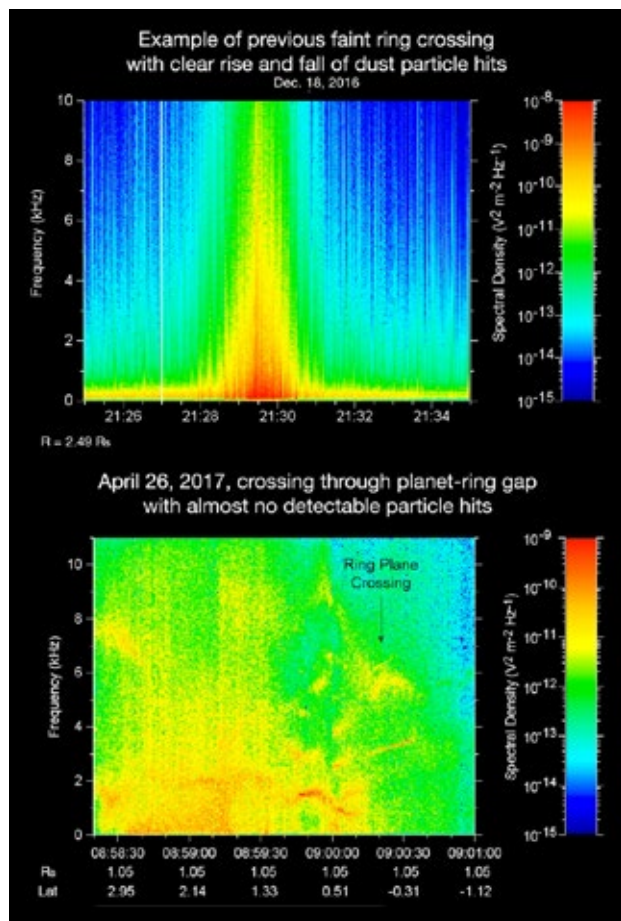 Example of previous faint ring crossing
with clear rise and fall of dust particle hits
Dec. 18, 2016
10
8
6
4
2
0
Frequency (kHz)
21:26 21:28 21:30 21:32 21:34
R = 2.49 Rs
10-8
10-9
10-10
10-11
10-12
10-13
10-14
10-15
Spectral Density (V2 m-2 Hz-1)
April 26, 2017, crossing through planet-ring gap
with almost no detectable particle hits
Ring Plane
Crossing
10
8
6
4
2
0
Frequency (kHz)
08:58:30 08:59:00 08:59:30 09:00:00 09:00:30 09:01:00
Rs 1.05 1.05 1.05 1.05 1.05 1.05
Lat 2.95 2.14 1.33 0.51 -0.31 -1.12
10-9
10-10
10-11
10-12
10-13
10-14
10-15
Spectral Density (V2 m-2 Hz-1)